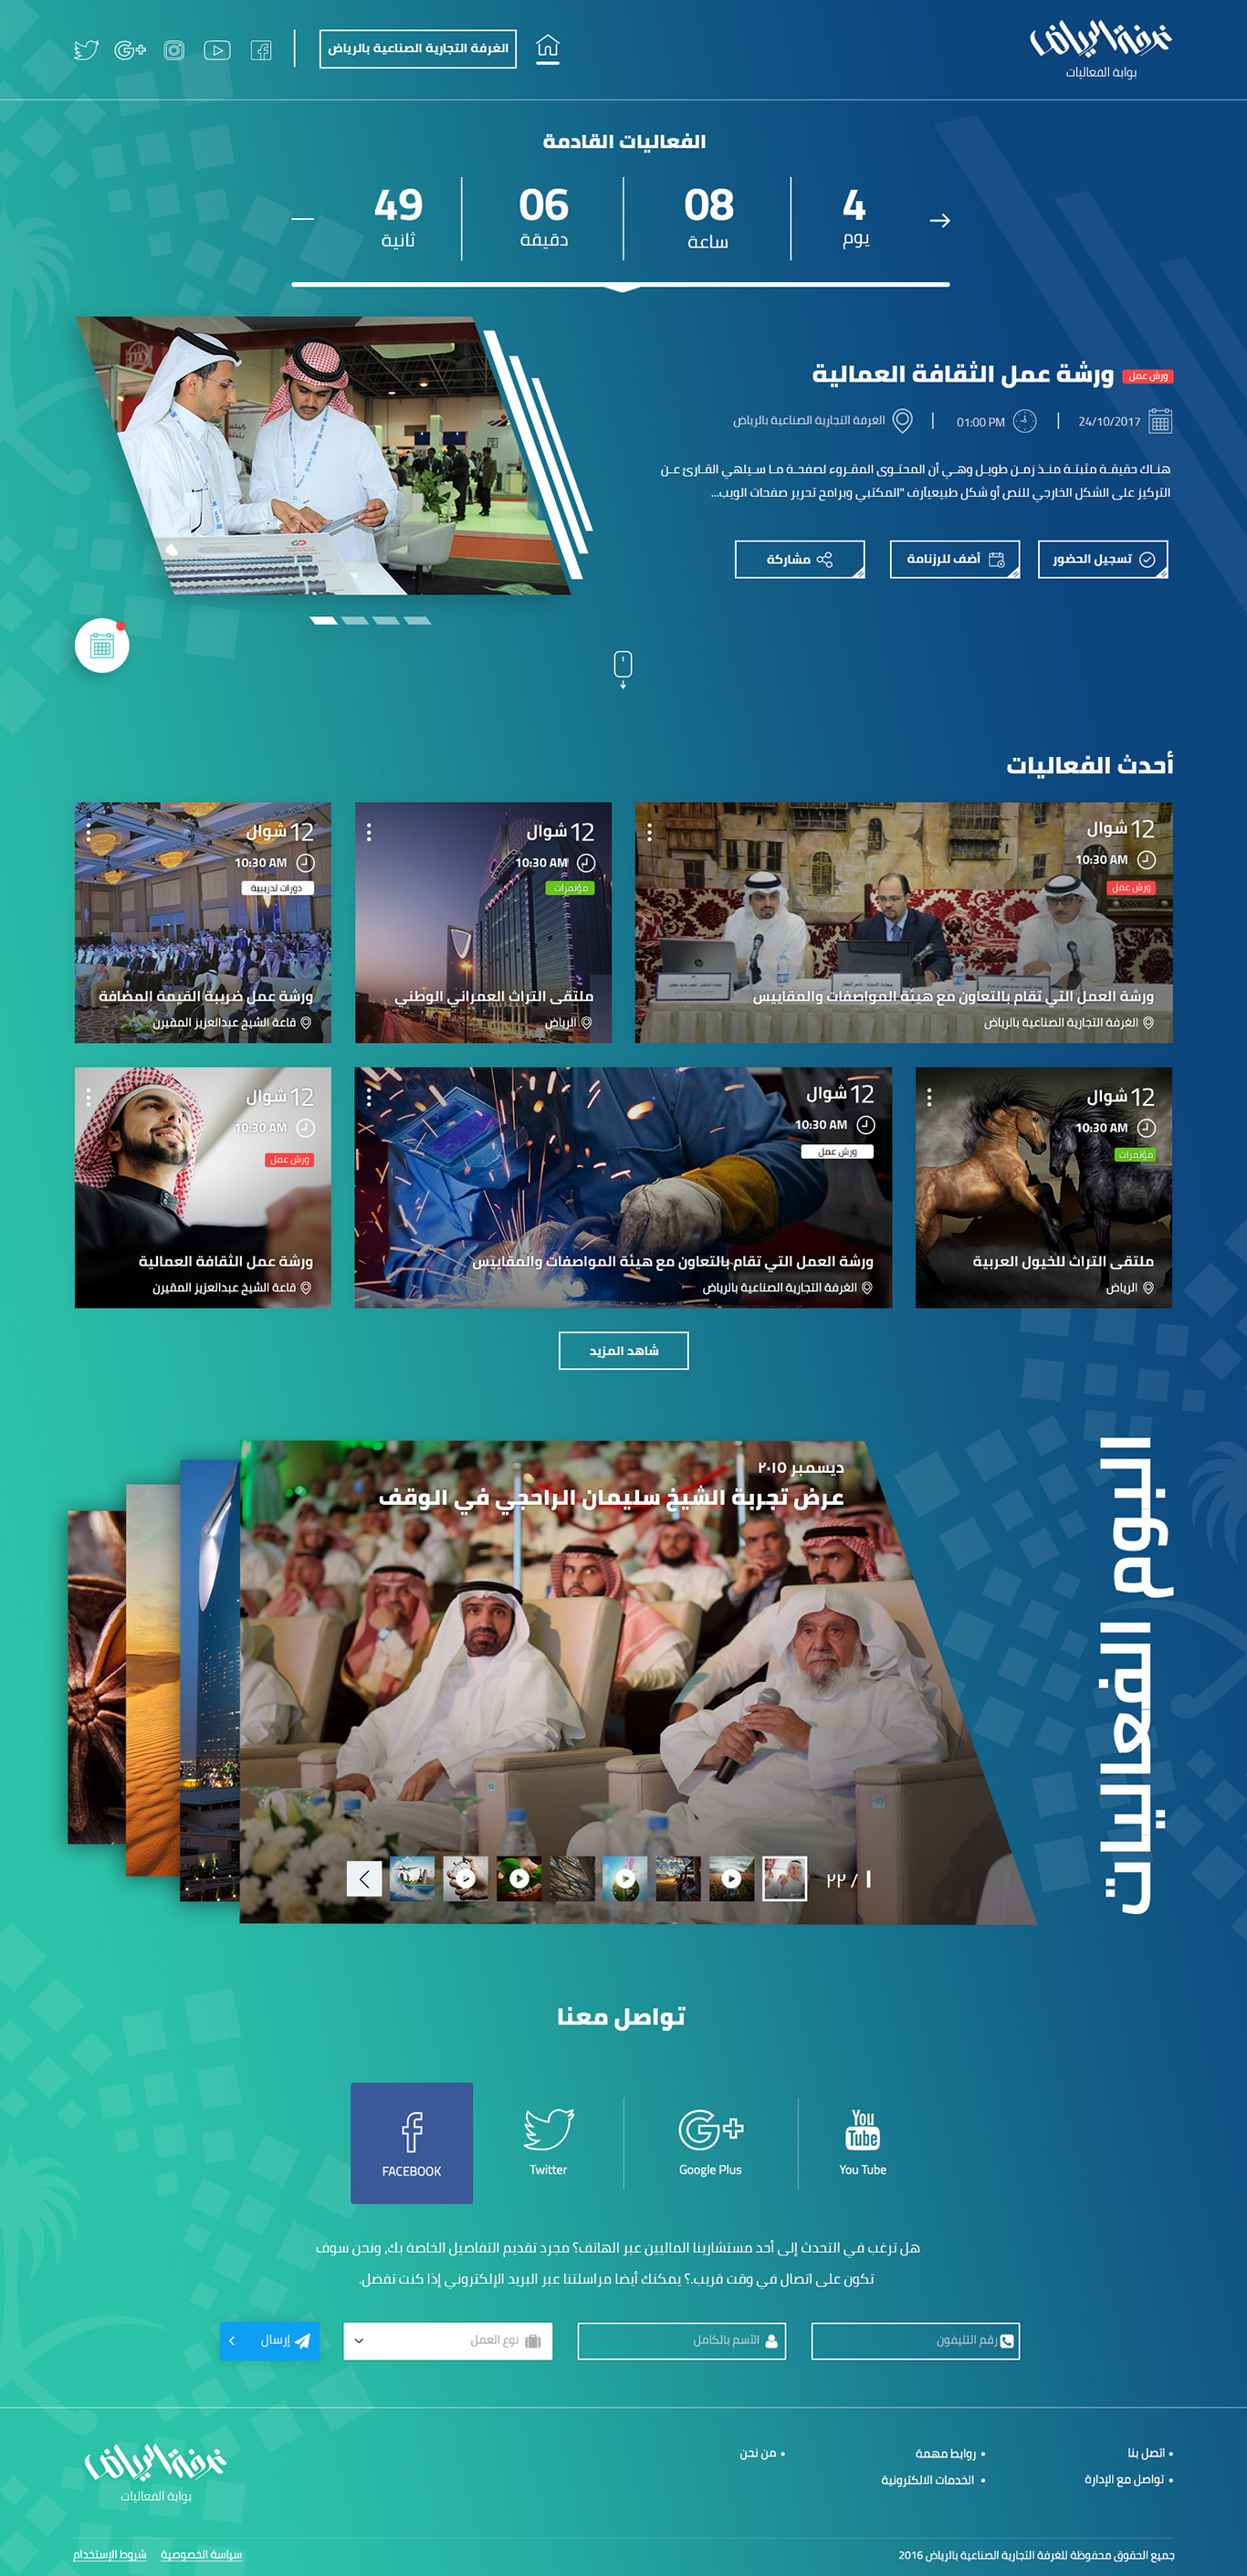 غرفة الرياض
بوابة الفعاليات
الغرفة التجارية الصناعية بالرياض
الفعاليات القادمة
4 يوم
08 ساعة
06 دقيقة
49 ثانية
ورش عمل
ورشة عمل الثقافة العمالية
24/10/2017
01:00 PM
الغرفة التجارية الصناعية بالرياض
هناك حقيقة مثبتة منذ زمن طويل وهي أن المحتوى المقروء لصفحة ما سيلهي القارئ عن
التركيز على الشكل الخارجي للنص أو شكل طبيعياًرف "المكتبي وبرامج تحرير صفحات الويب...
تسجيل الحضور
أضف للرزنامة
مشاركة
أحدث الفعاليات
12 شوال
10:30 AM
ورش عمل
ورشة العمل التي تقام بالتعاون مع هيئة المواصفات والمقاييس
الغرفة التجارية الصناعية بالرياض
12 شوال
10:30 AM
مؤتمرات
ملتقى التراث العمراني الوطني
الرياض
12 شوال
10:30 AM
دورات تدريبية
ورشة عمل ضريبة القيمة المضافة
قاعة الشيخ عبدالعزيز المقيرن
12 شوال
10:30 AM
مؤتمرات
ملتقى التراث للخيول العربية
الرياض
12 شوال
10:30 AM
ورش عمل
ورشة العمل التي تقام بالتعاون مع هيئة المواصفات والمقاييس
الغرفة التجارية الصناعية بالرياض
12 شوال
10:30 AM
ورش عمل
ورشة عمل الثقافة العمالية
قاعة الشيخ عبدالعزيز المقيرن
شاهد المزيد
البوم الفعاليات
ديسمبر ٢٠١٥
عرض تجربة الشيخ سليمان الراجحي في الوقف
١ / ٢٢
تواصل معنا
You Tube
You Tube
Google Plus
Twitter
FACEBOOK
هل ترغب في التحدث إلى أحد مستشارينا الماليين عبر الهاتف؟ مجرد تقديم التفاصيل الخاصة بك، ونحن سوف
تكون على اتصال في وقت قريب.؟ يمكنك أيضا مراسلتنا عبر البريد الإلكتروني إذا كنت تفضل.
رقم التليفون
الآسم بالكامل
نوع العمل
إرسال
اتصل بنا
تواصل مع الإدارة
روابط مهمة
الخدمات الالكترونية
من نحن
غرفة الرياض
بوابة الفعاليات
جميع الحقوق محفوظة للغرفة التجارية الصناعية بالرياض 2016
سياسة الخصوصية
شروط الإستخدام